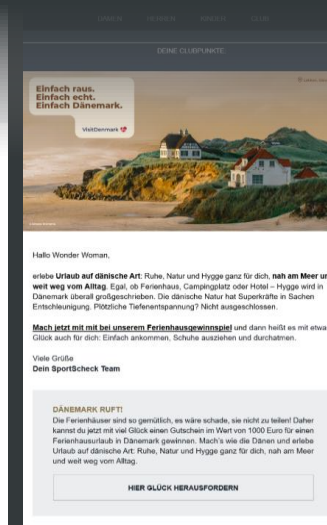 DAMEN HERREN KINDER CLUB
DEINE CLUBPUNKTE:
Einfach raus.
Einfach echt.
Einfach Dänemark.
VisitDenmark
Hallo Wonder Woman,
erlebe Urlaub auf dänische Art: Ruhe, Natur und Hygge ganz für dich, nah am Meer un
weit weg vom Alltag. Egal, ob Ferienhaus, Campingplatz oder Hotel – Hygge wird in
Dänemark überall großgeschrieben. Die dänische Natur hat Superkräfte in Sachen
Entschleunigung. Plötzliche Tiefenentspannung? Nicht ausgeschlossen.
Mach jetzt mit mit bei unserem Ferienhausgewinnspiel und dann heißt es mit etwa
Glück auch für dich: Einfach ankommen, Schuhe ausziehen und durchatmen.
Viele Grüße
Dein SportScheck Team
DÄNEMARK RUFT!
Die Ferienhäuser sind so gemütlich, es wäre schade, sie nicht zu teilen! Daher
kannst du jetzt mit viel Glück einen Gutschein im Wert von 1000 Euro für einen
Ferienhausurlaub in Dänemark gewinnen. Mach's wie die Dänen und erlebe
Urlaub auf dänische Art: Ruhe, Natur und Hygge ganz für dich, nah am Meer
und weit weg vom Alltag.
HIER GLÜCK HERAUSFORDERN